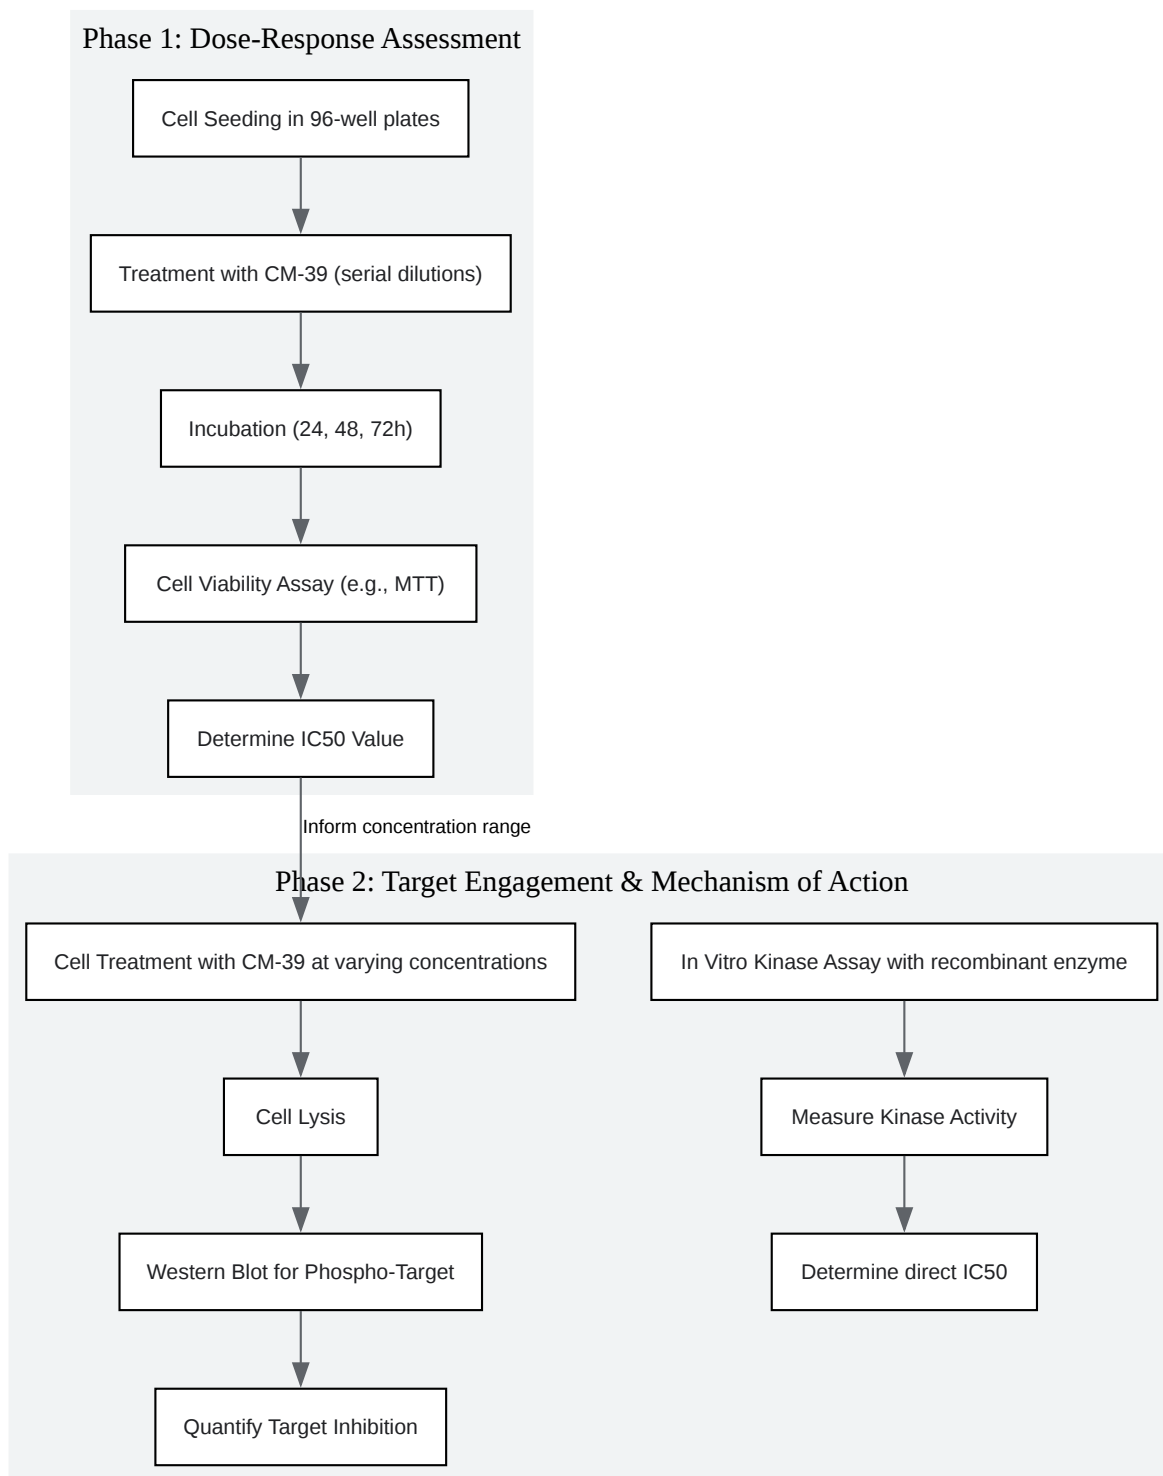 Phase 1: Dose-Response Assessment
Cell Seeding in 96-well plates
Treatment with CM-39 (serial dilutions)
Incubation (24, 48, 72h)
Cell Viability Assay (e.g., MTT)
Determine IC50 Value
Inform concentration range
Phase 2: Target Engagement & Mechanism of Action
Cell Treatment with CM-39 at varying concentrations
In Vitro Kinase Assay with recombinant enzyme
Cell Lysis
Measure Kinase Activity
Western Blot for Phospho-Target
Determine direct IC50
Quantify Target Inhibition